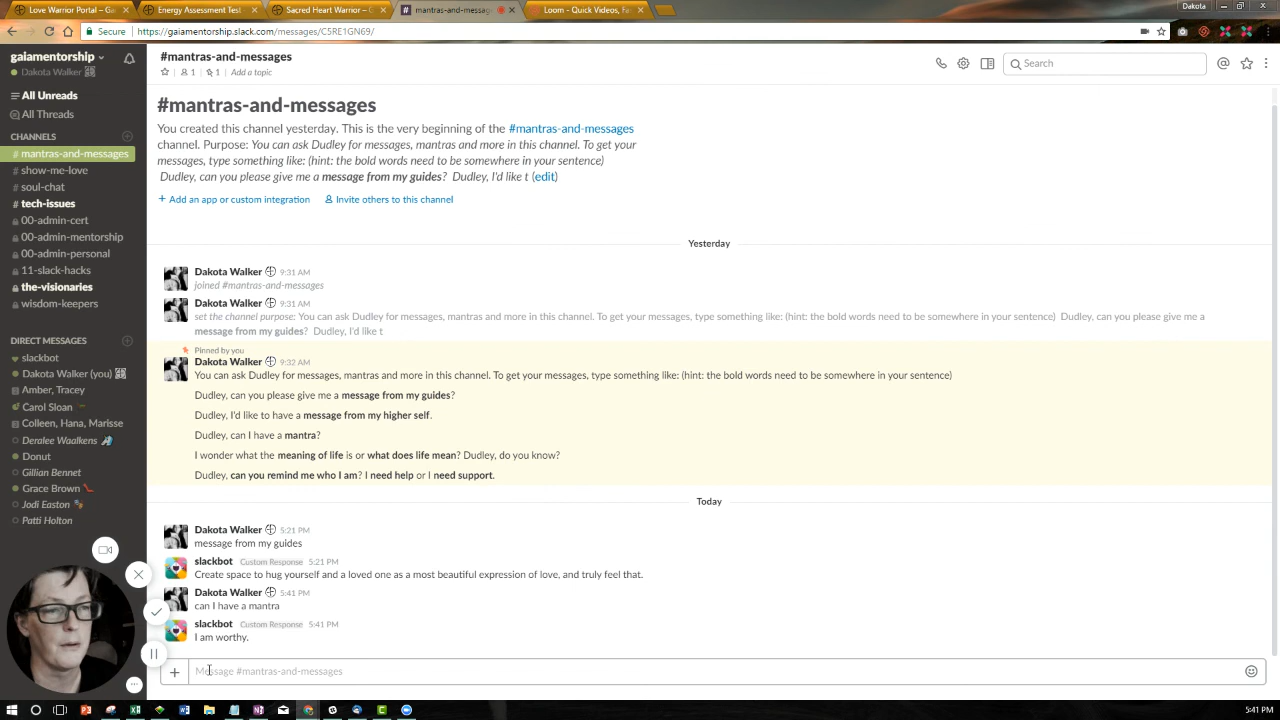 Love Warrior Portal – Ga
Energy Assessment Test
Sacred Heart Warrior – G
mantras-and-messag
Loom - Quick Videos, Fa
Dakota
Secure
https://gaiamentorship.slack.com/messages/C5RE1GN69/
gaiamentorship
Dakota Walker
All Unreads
All Threads
CHANNELS
# mantras-and-messages
# show-me-love
# soul-chat
# tech-issues
00-admin-cert
00-admin-mentorship
00-admin-personal
11-slack-hacks
the-visionaries
wisdom-keepers
DIRECT MESSAGES
slackbot
Dakota Walker (you)
Amber, Tracey
Carol Sloan
Colleen, Hana, Marisse
Deralee Waalkens
Donut
Gillian Bennet
Grace Brown
Jodi Easton
Patti Holton
#mantras-and-messages
1
1
Add a topic
Search
#mantras-and-messages
You created this channel yesterday. This is the very beginning of the #mantras-and-messages
channel. Purpose: You can ask Dudley for messages, mantras and more in this channel. To get your
messages, type something like: (hint: the bold words need to be somewhere in your sentence)
Dudley, can you please give me a message from my guides? Dudley, I'd like t (edit)
+ Add an app or custom integration
Invite others to this channel
Yesterday
Dakota Walker 9:31 AM
joined #mantras-and-messages
Dakota Walker 9:31 AM
set the channel purpose: You can ask Dudley for messages, mantras and more in this channel. To get your messages, type something like: (hint: the bold words need to be somewhere in your sentence) Dudley, can you please give me a
message from my guides? Dudley, I'd like t
Pinned by you
Dakota Walker 9:32 AM
You can ask Dudley for messages, mantras and more in this channel. To get your messages, type something like: (hint: the bold words need to be somewhere in your sentence)
Dudley, can you please give me a message from my guides?
Dudley, I'd like to have a message from my higher self.
Dudley, can I have a mantra?
I wonder what the meaning of life is or what does life mean? Dudley, do you know?
Dudley, can you remind me who I am? I need help or I need support.
Today
Dakota Walker 5:21 PM
message from my guides
slackbot Custom Response 5:21 PM
Create space to hug yourself and a loved one as a most beautiful expression of love, and truly feel that.
Dakota Walker 5:41 PM
can I have a mantra
slackbot Custom Response 5:41 PM
I am worthy.
Message #mantras-and-messages
5:41 PM